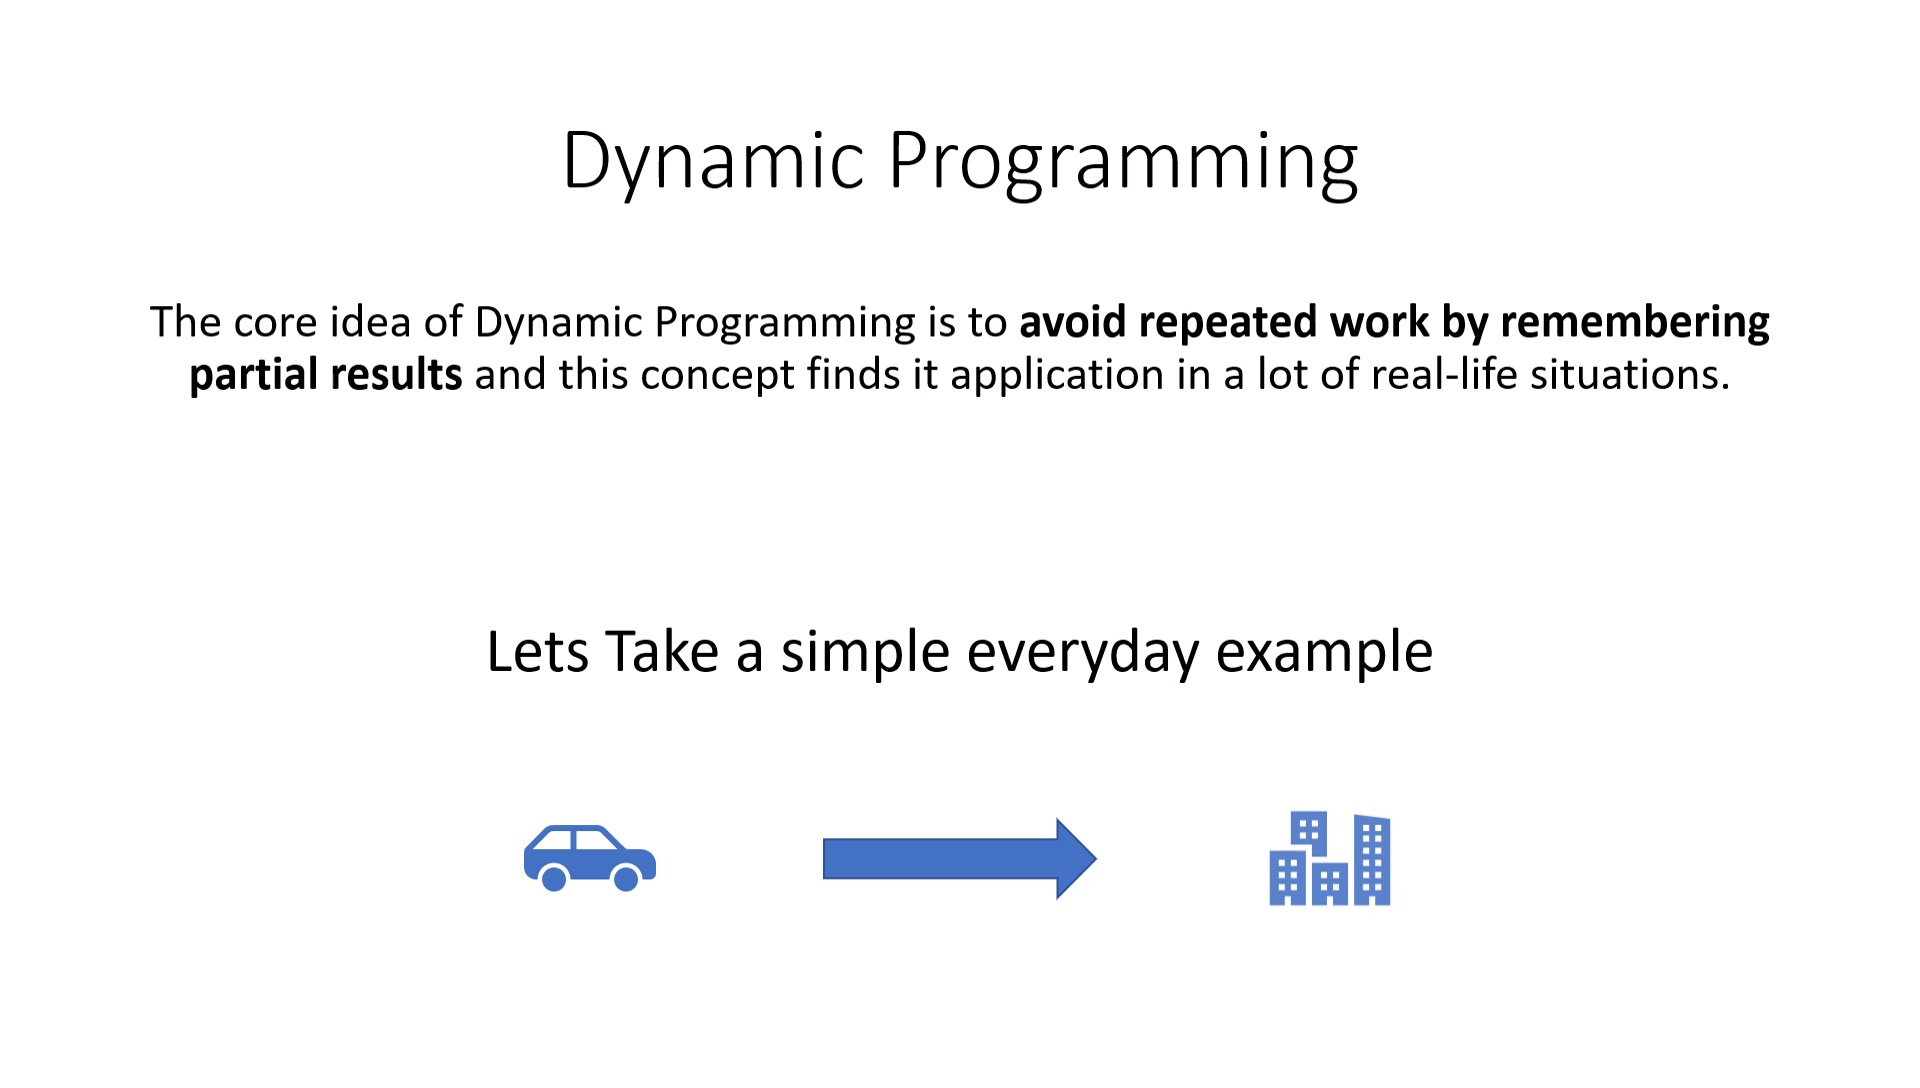 Dynamic Programming
The core idea of Dynamic Programming is to avoid repeated work by remembering
partial results and this concept finds it application in a lot of real-life situations.
Lets Take a simple everyday example